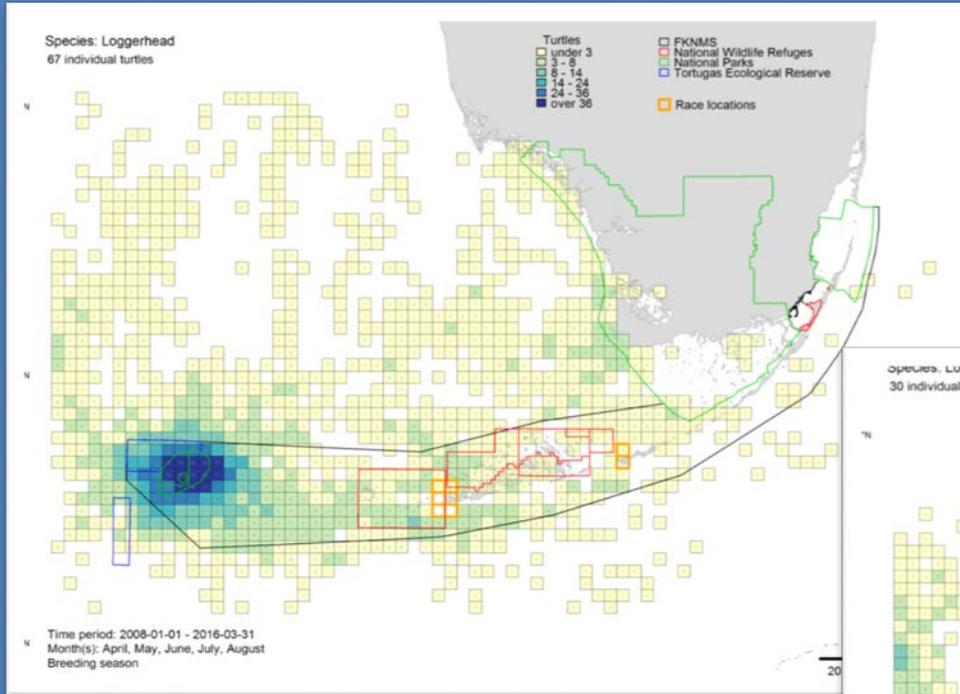 Species: Loggerhead
67 individual turtles
Turtles
under 3
3 - 8
8 - 14
14 - 24
24 - 36
over 36
FKNMS
National Wildlife Refuges
National Parks
Tortugas Ecological Reserve
Race locations
N
N
N
Time period: 2008-01-01 - 2016-03-31
Month(s): April, May, June, July, August
Breeding season
20
30 individual
°N